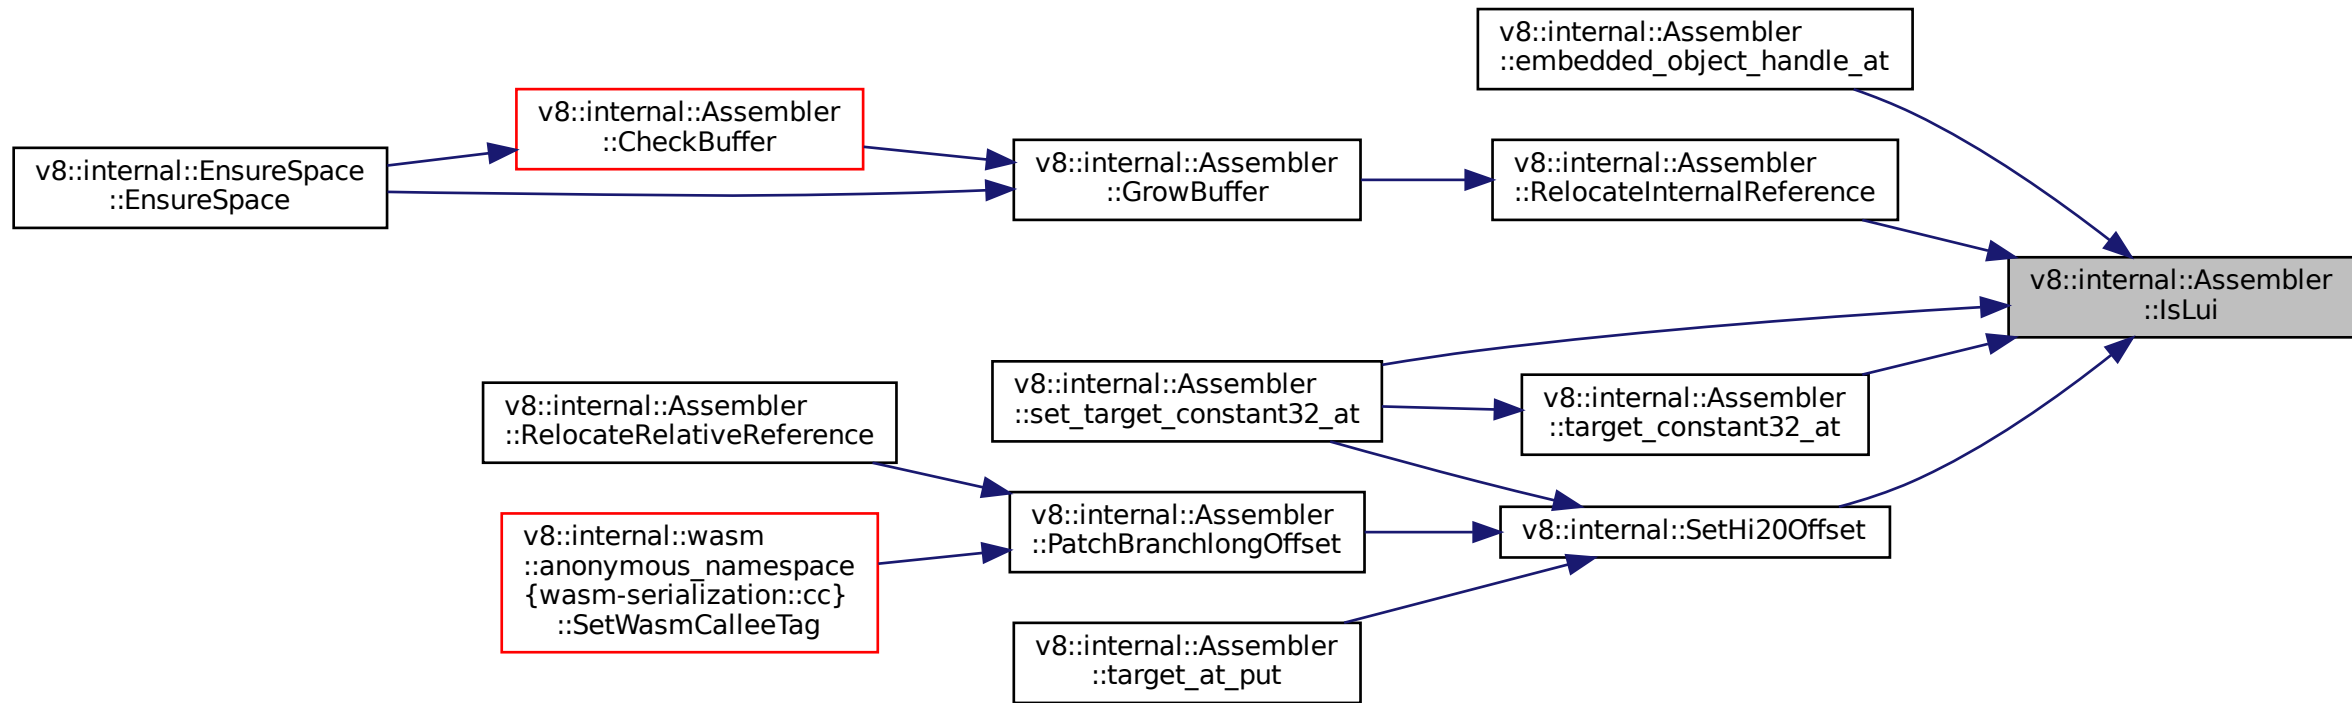 v8::internal::Assembler
::embedded_object_handle_at
v8::internal::Assembler
::CheckBuffer
v8::internal::Assembler
::GrowBuffer
v8::internal::Assembler
::RelocateInternalReference
v8::internal::EnsureSpace
::EnsureSpace
v8::internal::Assembler
::IsLui
v8::internal::Assembler
::set_target_constant32_at
v8::internal::Assembler
::target_constant32_at
v8::internal::Assembler
::RelocateRelativeReference
v8::internal::Assembler
::PatchBranchlongOffset
v8::internal::SetHi20Offset
v8::internal::wasm
::anonymous_namespace
{wasm-serialization::cc}
::SetWasmCalleeTag
v8::internal::Assembler
::target_at_put